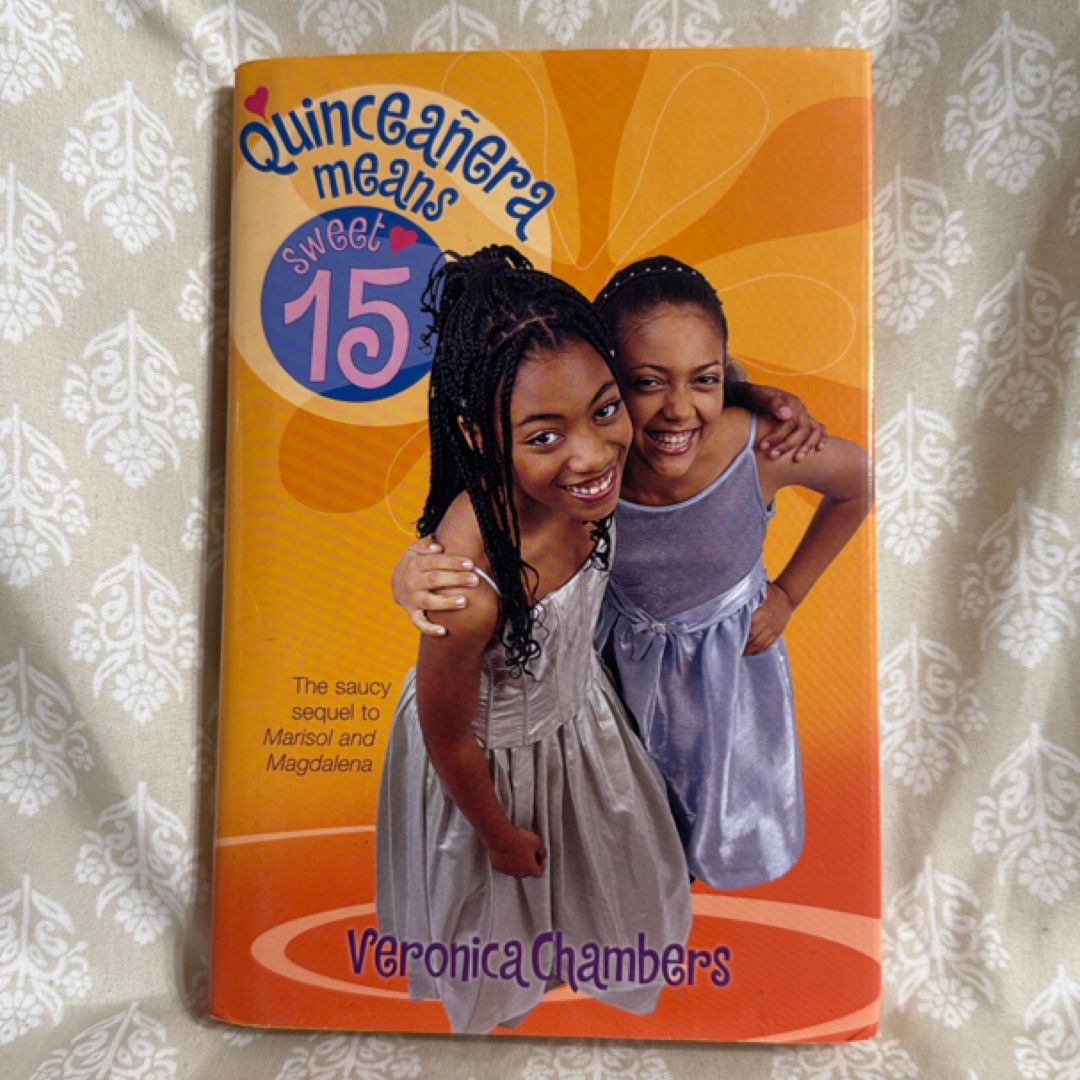 Quinceañera
means
sweet
15
The saucy
sequel to
Marisol and
Magdalena
Veronica Chambers